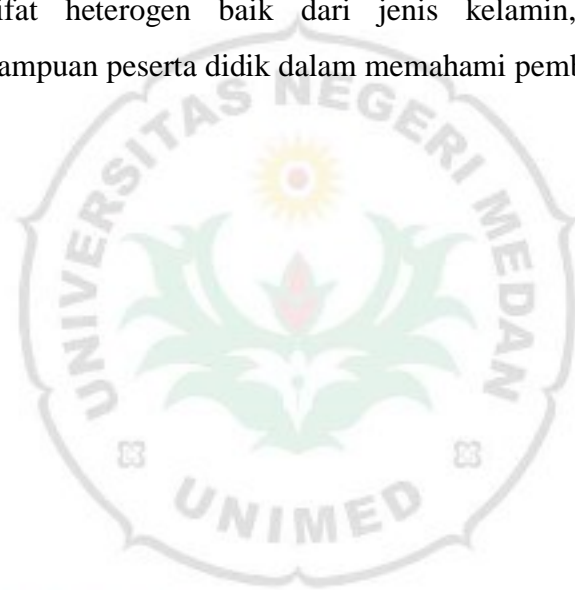 ifat heterogen baik dari jenis kelamin,
ampuan peserta didik dalam memahami pemb
UNIVERSITAS NEGERI MEDAN
UNIMED